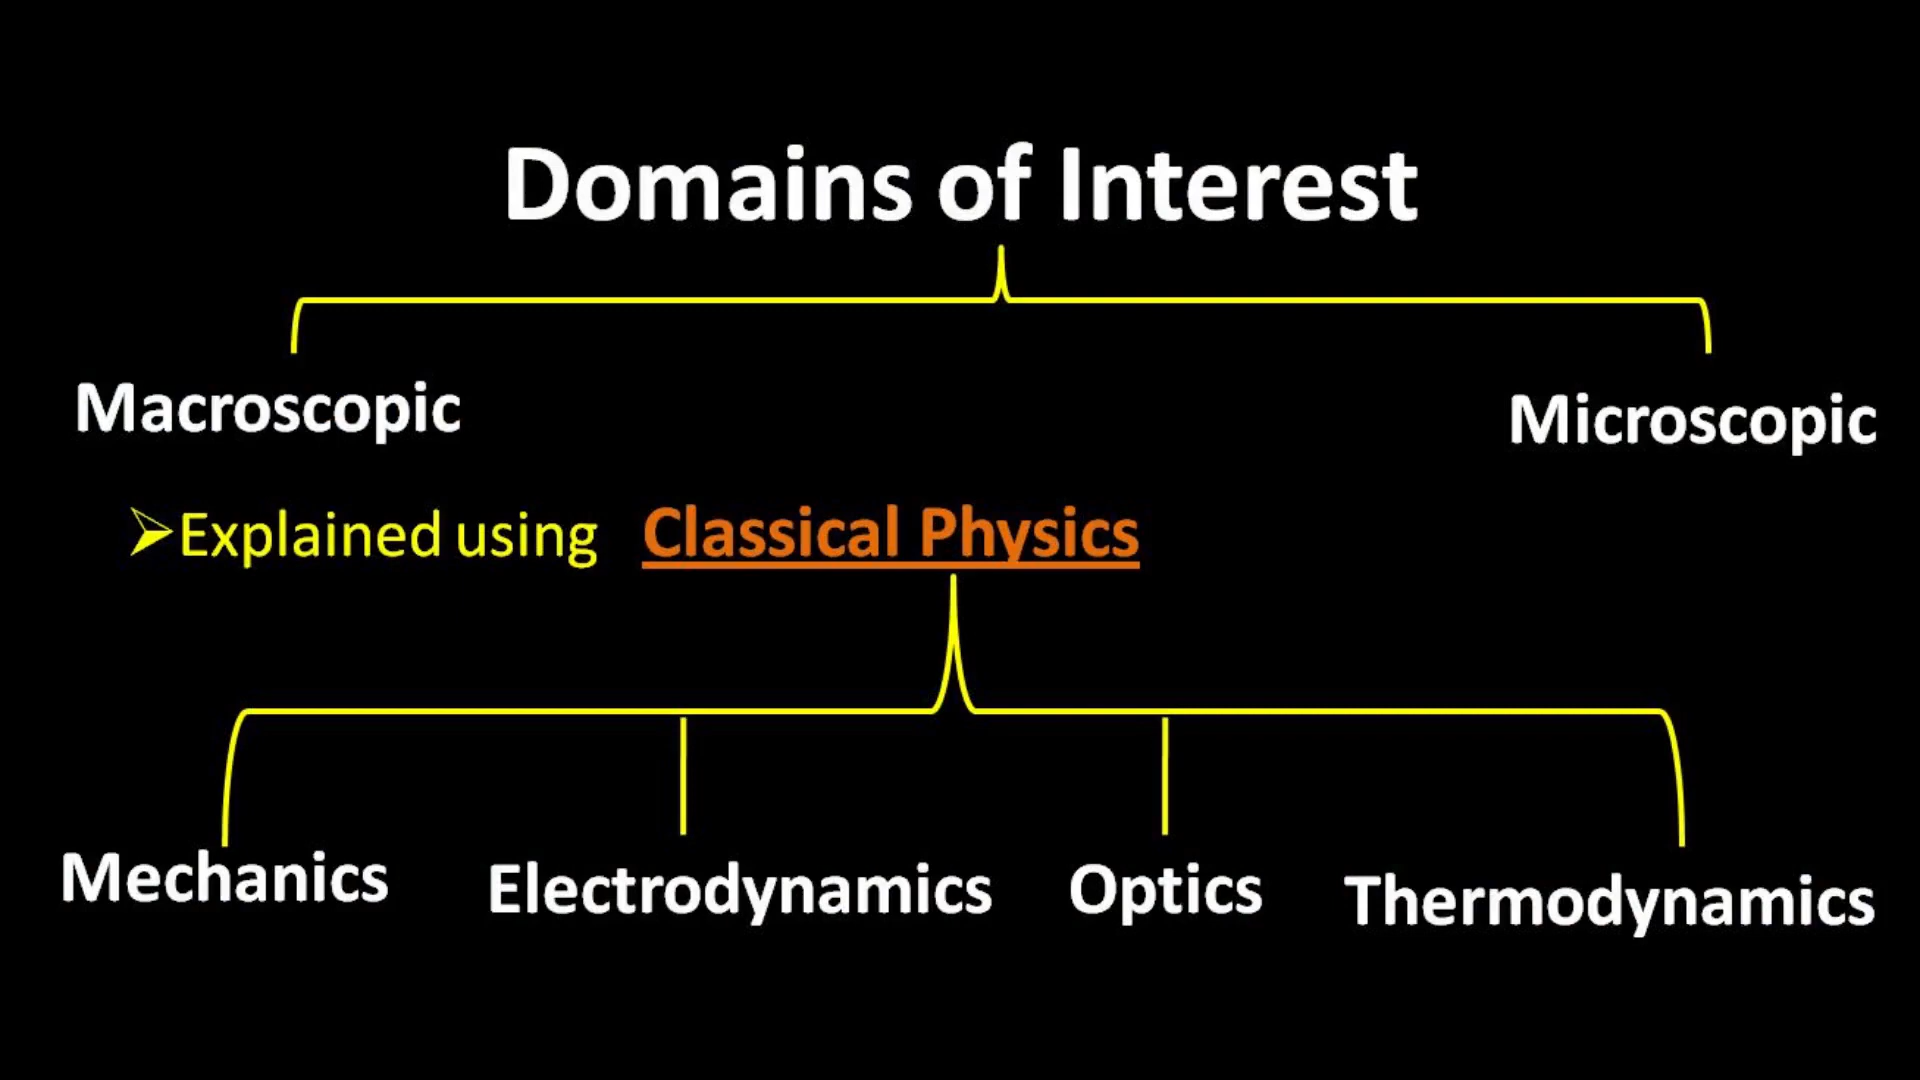 Domains of Interest
Macroscopic
Microscopic
➢Explained using Classical Physics
Mechanics
Electrodynamics
Optics
Thermodynamics